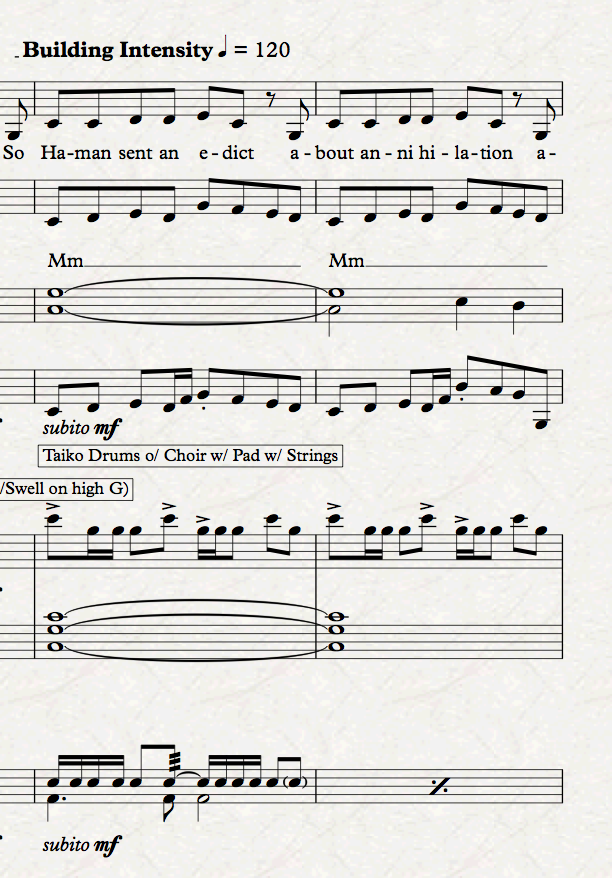 Building Intensity ♩ = 120
So Ha-man sent an e-dict a-bout an-ni hi-la-tion a-
Mm Mm
subito mf
Taiko Drums o/ Choir w/ Pad w/ Strings
/Swell on high G)
subito mf